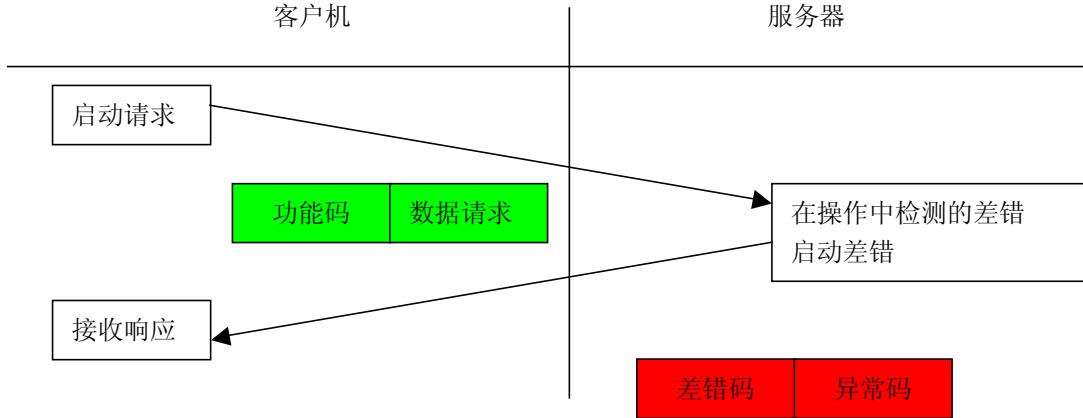 客户机
服务器
启动请求
功能码 数据请求
在操作中检测的差错
启动差错
接收响应
差错码 异常码